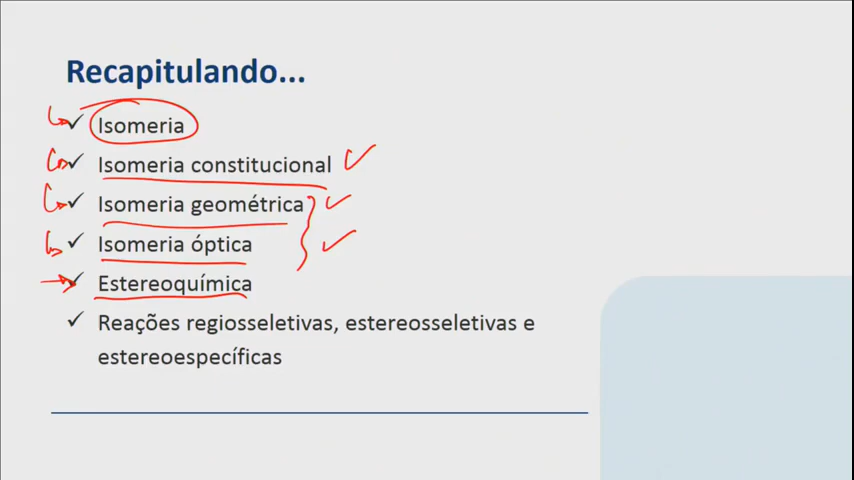 Recapitulando...
✓ Isomeria
✓ Isomeria constitucional
✓ Isomeria geométrica
✓ Isomeria óptica
✓ Estereoquímica
✓ Reações regiosseletivas, estereosseletivas e
estereoespecíficas